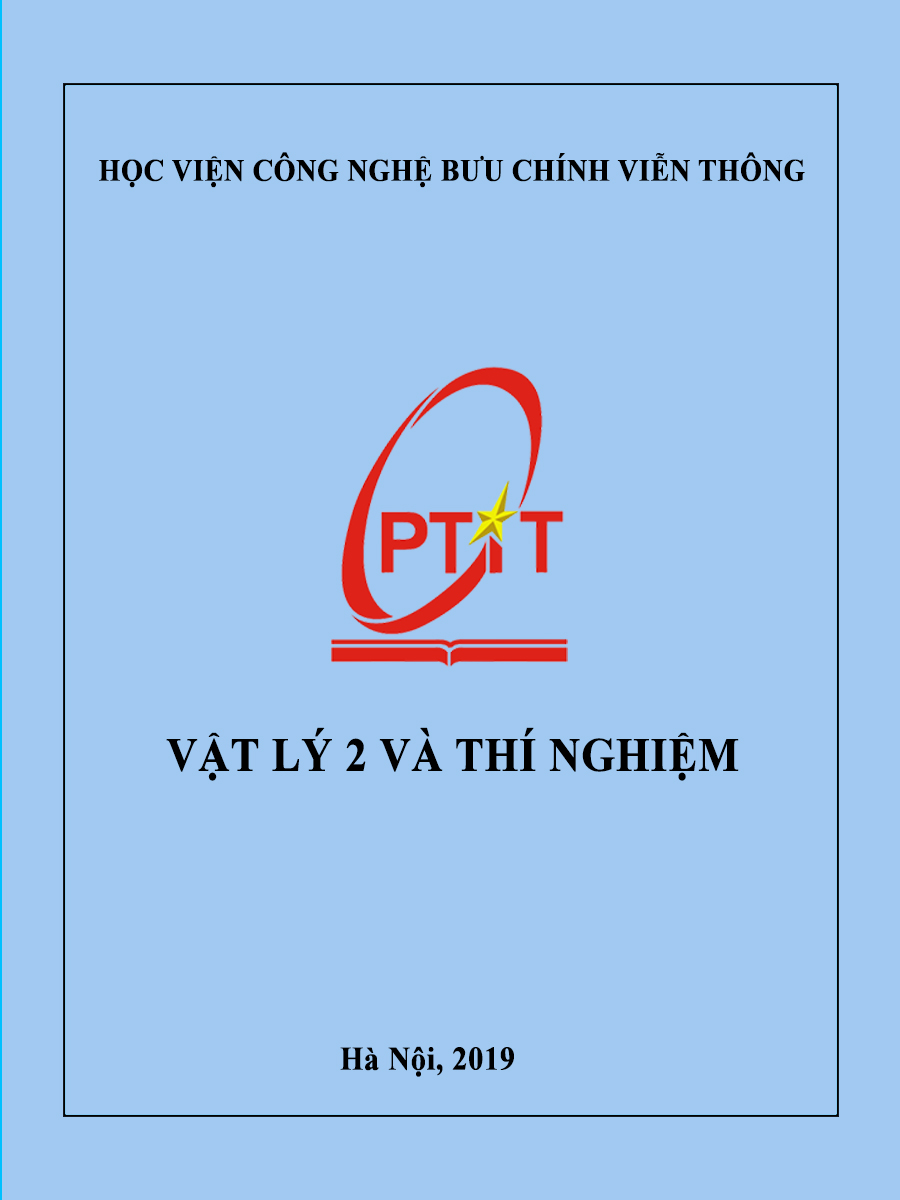 HỌC VIỆN CÔNG NGHỆ BƯU CHÍNH VIỄN THÔNG
PTIT
VẬT LÝ 2 VÀ THÍ NGHIỆM
Hà Nội, 2019